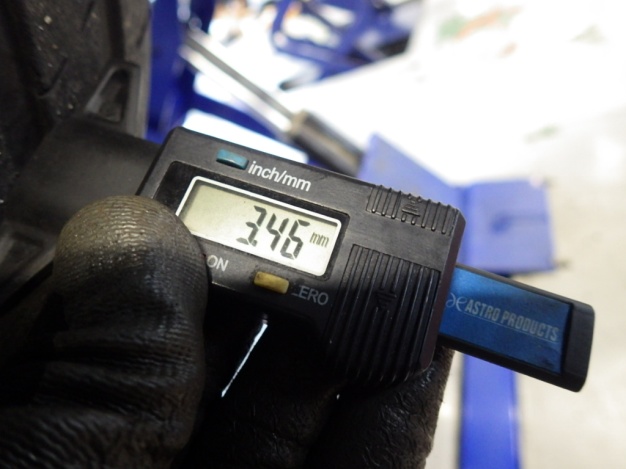 inch/mm
3.46 mm
ON
ZERO
ASTRO PRODUCTS